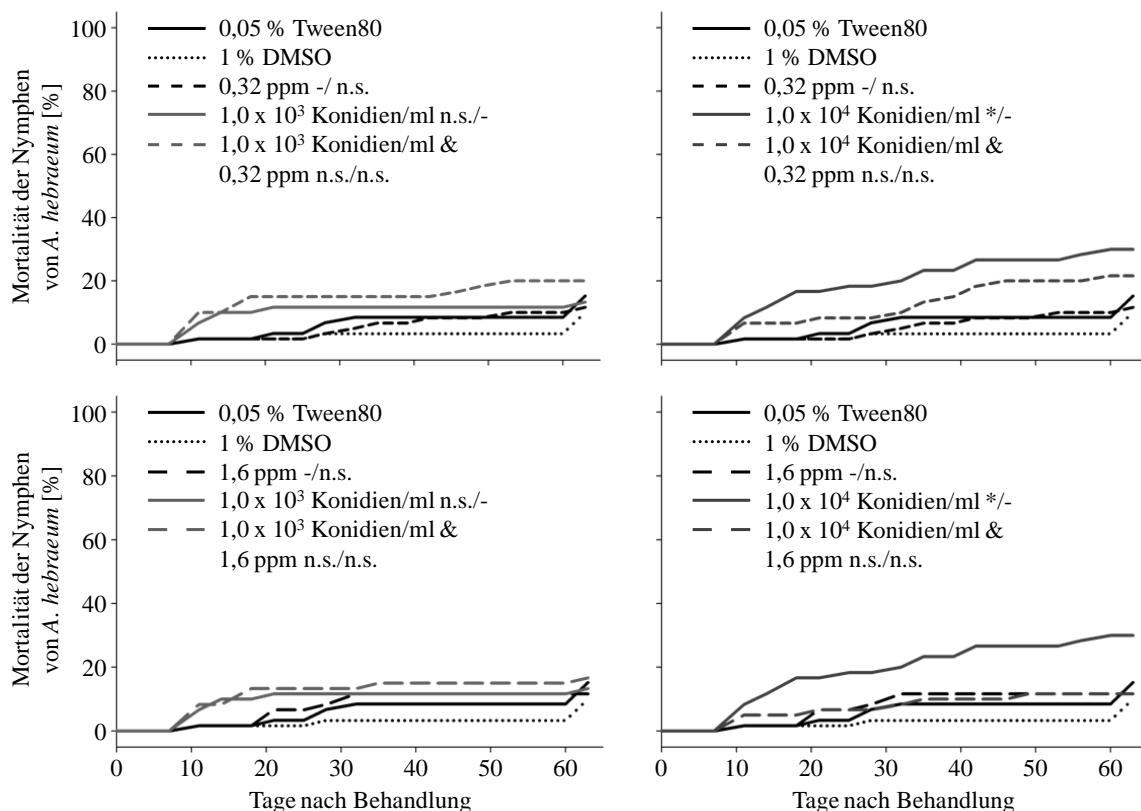 Mortalität der Nymphen
von A. hebraeum [%]
100
80
60
40
20
0
0,05 % Tween80
1 % DMSO
0,32 ppm -/ n.s.
1,0 x 10³ Konidien/ml n.s./-
1,0 x 10³ Konidien/ml &
0,32 ppm n.s./n.s.
0,05 % Tween80
1 % DMSO
0,32 ppm -/ n.s.
1,0 x 10⁴ Konidien/ml */-
1,0 x 10⁴ Konidien/ml &
0,32 ppm n.s./n.s.
Mortalität der Nymphen
von A. hebraeum [%]
100
80
60
40
20
0
0,05 % Tween80
1 % DMSO
1,6 ppm -/n.s.
1,0 x 10³ Konidien/ml n.s./-
1,0 x 10³ Konidien/ml &
1,6 ppm n.s./n.s.
0 10 20 30 40 50 60
Tage nach Behandlung
0,05 % Tween80
1 % DMSO
1,6 ppm -/n.s.
1,0 x 10⁴ Konidien/ml */-
1,0 x 10⁴ Konidien/ml &
1,6 ppm n.s./n.s.
0 10 20 30 40 50 60
Tage nach Behandlung